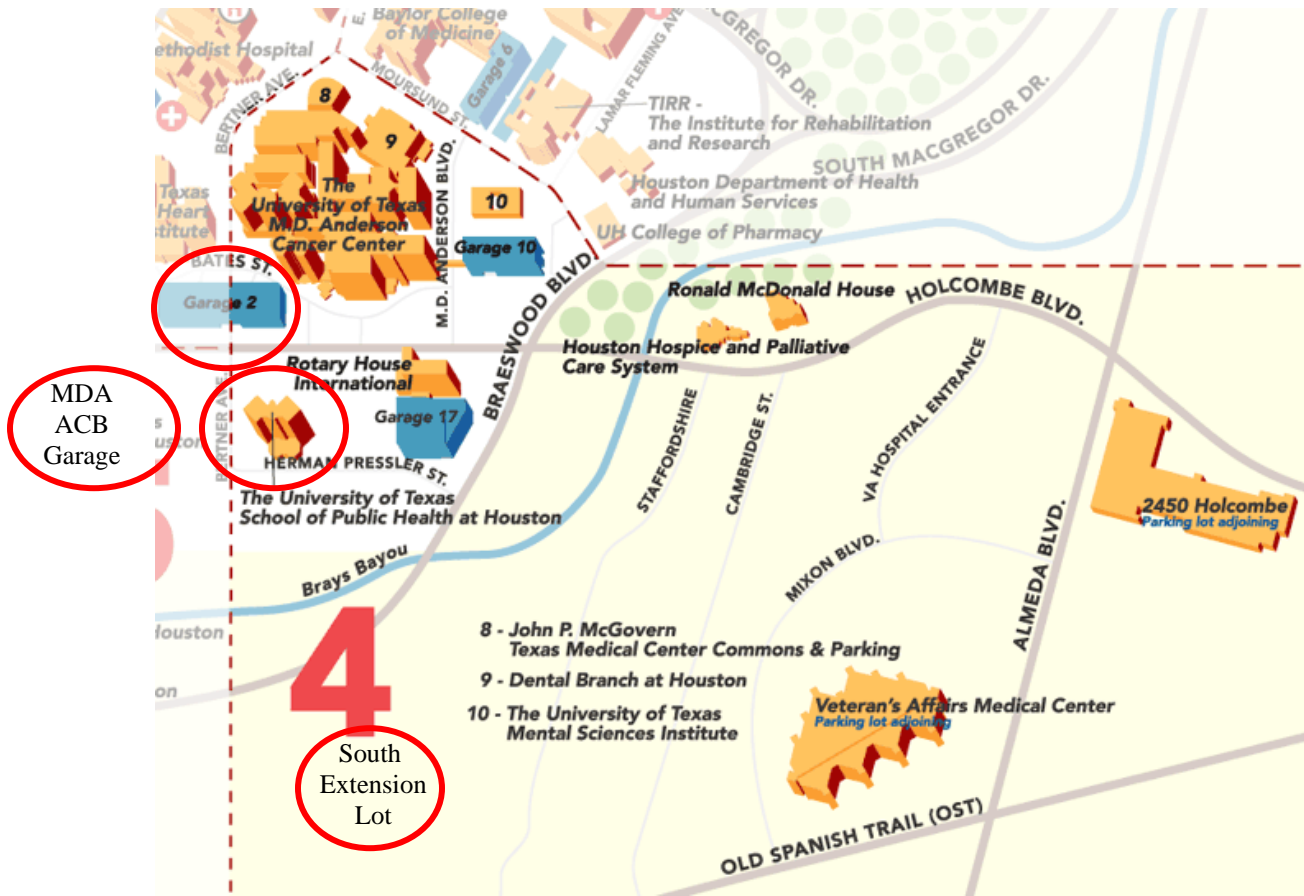 Baylor College
of Medicine
ethodist Hospital
E.
BERTNER AVE.
MOURSUND ST.
Garage 6
LAMAR FLEMING AVE
MACGREGOR DR.
SOUTH MACGREGOR DR.
TIRR -
The Institute for Rehabilitation
and Research
8
9
The
University of Texas
M.D. Anderson
Cancer Center
M.D. ANDERSON BLVD.
10
Garage 10
Houston Department of Health
and Human Services
UH College of Pharmacy
Texas
Heart
stitute
BATES ST.
Garage 2
BRAESWOOD BLVD.
Ronald McDonald House
HOLCOMBE BLVD.
Houston Hospice and Palliative
Care System
Rotary House
International
Garage 17
MDA
ACB
Garage
s
ouston
BERTNER AVE.
HERMAN PRESSLER ST.
The University of Texas
School of Public Health at Houston
STAFFORDSHIRE
CAMBRIDGE ST.
VA HOSPITAL ENTRANCE
MIXON BLVD.
ALMEDA BLVD.
2450 Holcombe
Parking lot adjoining
Brays Bayou
Houston
on
4
8 - John P. McGovern
Texas Medical Center Commons & Parking
9 - Dental Branch at Houston
10 - The University of Texas
Mental Sciences Institute
Veteran's Affairs Medical Center
Parking lot adjoining
South
Extension
Lot
OLD SPANISH TRAIL (OST)